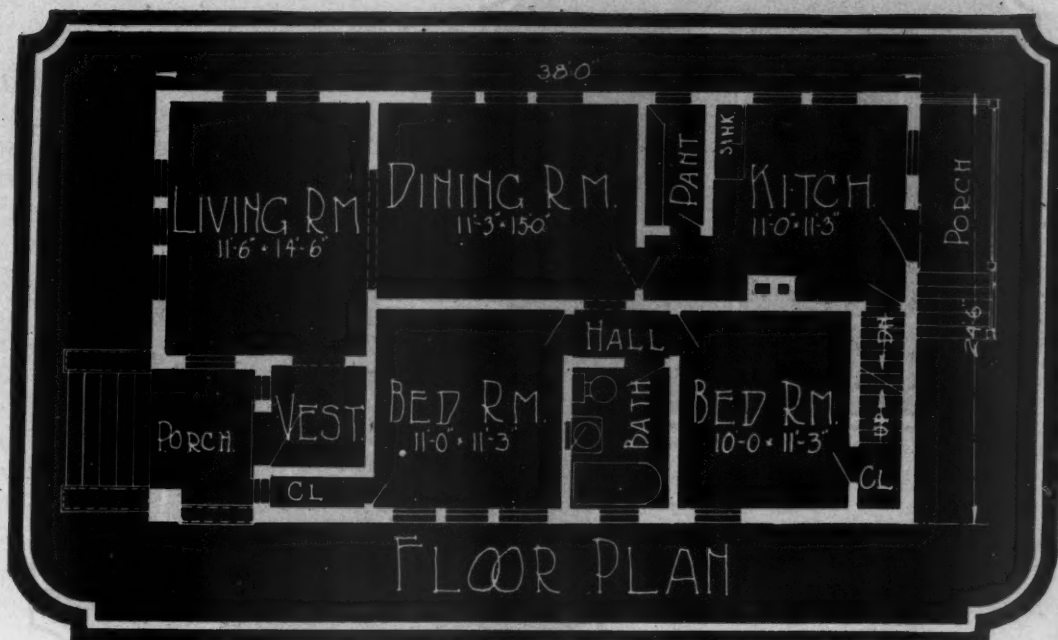 38'0"
LIVING RM
11'-6" × 14'-6"
DINING RM.
11'-3" × 15'0"
PANT
SINK
KITCH.
11'-0" × 11'-3"
PORCH
24'6"
HALL
PORCH.
VEST.
CL
BED RM.
11'-0" × 11'-3"
BATH
BED RM.
10'-0 × 11'-3"
DN
UP
CL
FLOOR PLAN